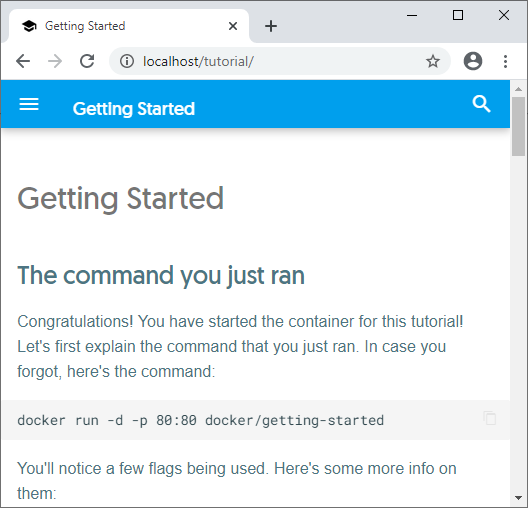 Getting Started
localhost/tutorial/
Getting Started
Getting Started
The command you just ran
Congratulations! You have started the container for this tutorial!
Let's first explain the command that you just ran. In case you
forgot, here's the command:
docker run -d -p 80:80 docker/getting-started
You'll notice a few flags being used. Here's some more info on
them: